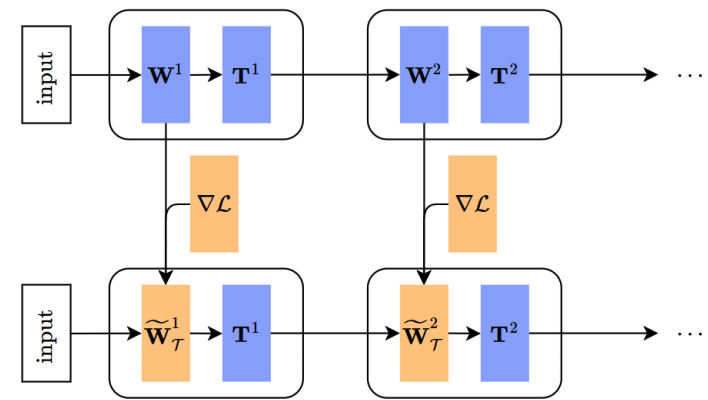 input W¹ T¹ W² T² ...
∇ℒ ∇ℒ
input W̃¹_𝒯 T¹ W̃²_𝒯 T² ...